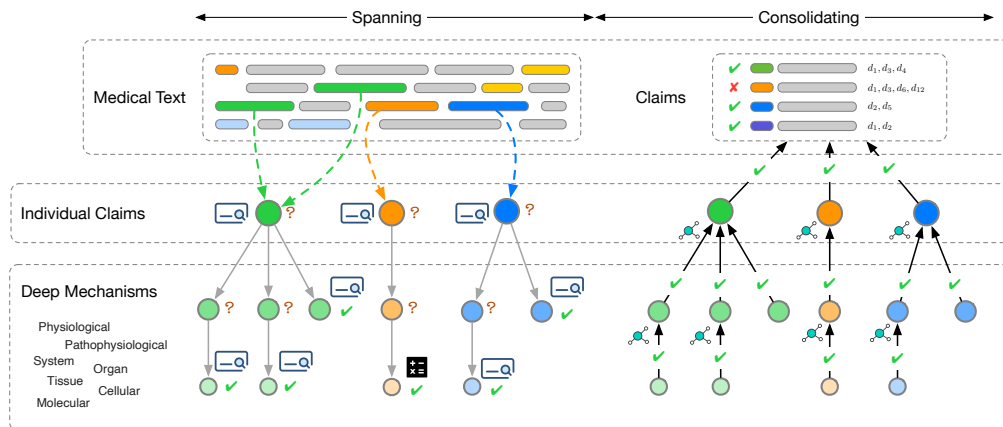 Spanning
Consolidating
Medical Text
Claims
✔ d₁, d₃, d₄
✘ d₁, d₃, d₆, d₁₂
✔ d₂, d₅
✔ d₁, d₂
✔ ✔ ✔
Individual Claims
? ? ?
✔ ✔ ✔ ✔ ✔ ✔
Deep Mechanisms
? ? ✔ ? ? ✔
Physiological
Pathophysiological
System
Organ
Tissue
Cellular
Molecular
+ −
× =
✔ ✔ ✔ ✔
✔ ✔ ✔ ✔